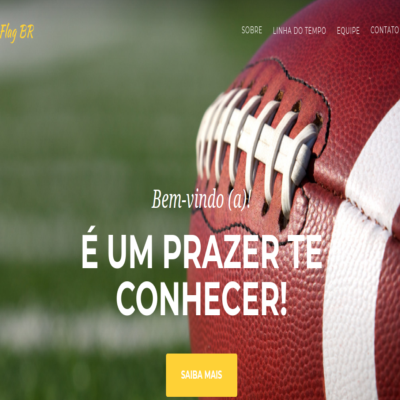 Flag BR
SOBRE LINHA DO TEMPO EQUIPE CONTATO
Bem-vindo (a)!
É UM PRAZER TE
CONHECER!
SAIBA MAIS